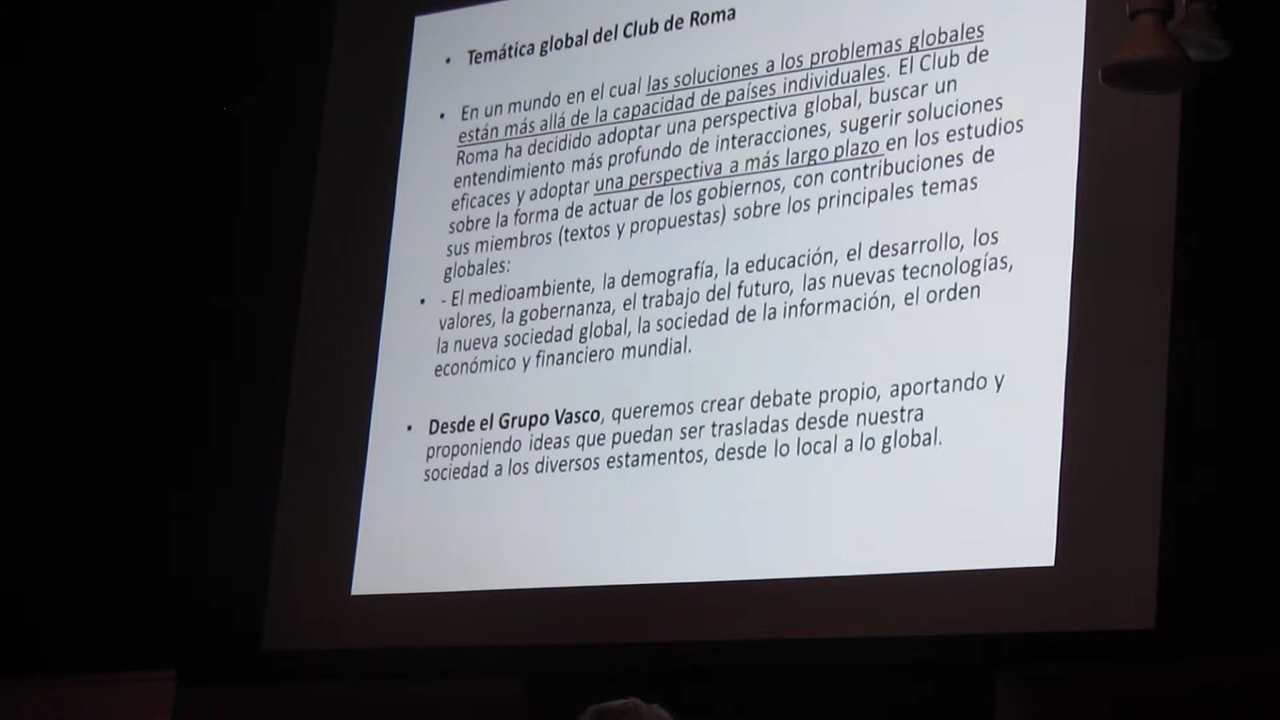 • Temática global del Club de Roma
• En un mundo en el cual las soluciones a los problemas globales
están más allá de la capacidad de países individuales. El Club de
Roma ha decidido adoptar una perspectiva global, buscar un
entendimiento más profundo de interacciones, sugerir soluciones
eficaces y adoptar una perspectiva a más largo plazo en los estudios
sobre la forma de actuar de los gobiernos, con contribuciones de
sus miembros (textos y propuestas) sobre los principales temas
globales:
• - El medioambiente, la demografía, la educación, el desarrollo, los
valores, la gobernanza, el trabajo del futuro, las nuevas tecnologías,
la nueva sociedad global, la sociedad de la información, el orden
económico y financiero mundial.
• Desde el Grupo Vasco, queremos crear debate propio, aportando y
proponiendo ideas que puedan ser trasladas desde nuestra
sociedad a los diversos estamentos, desde lo local a lo global.